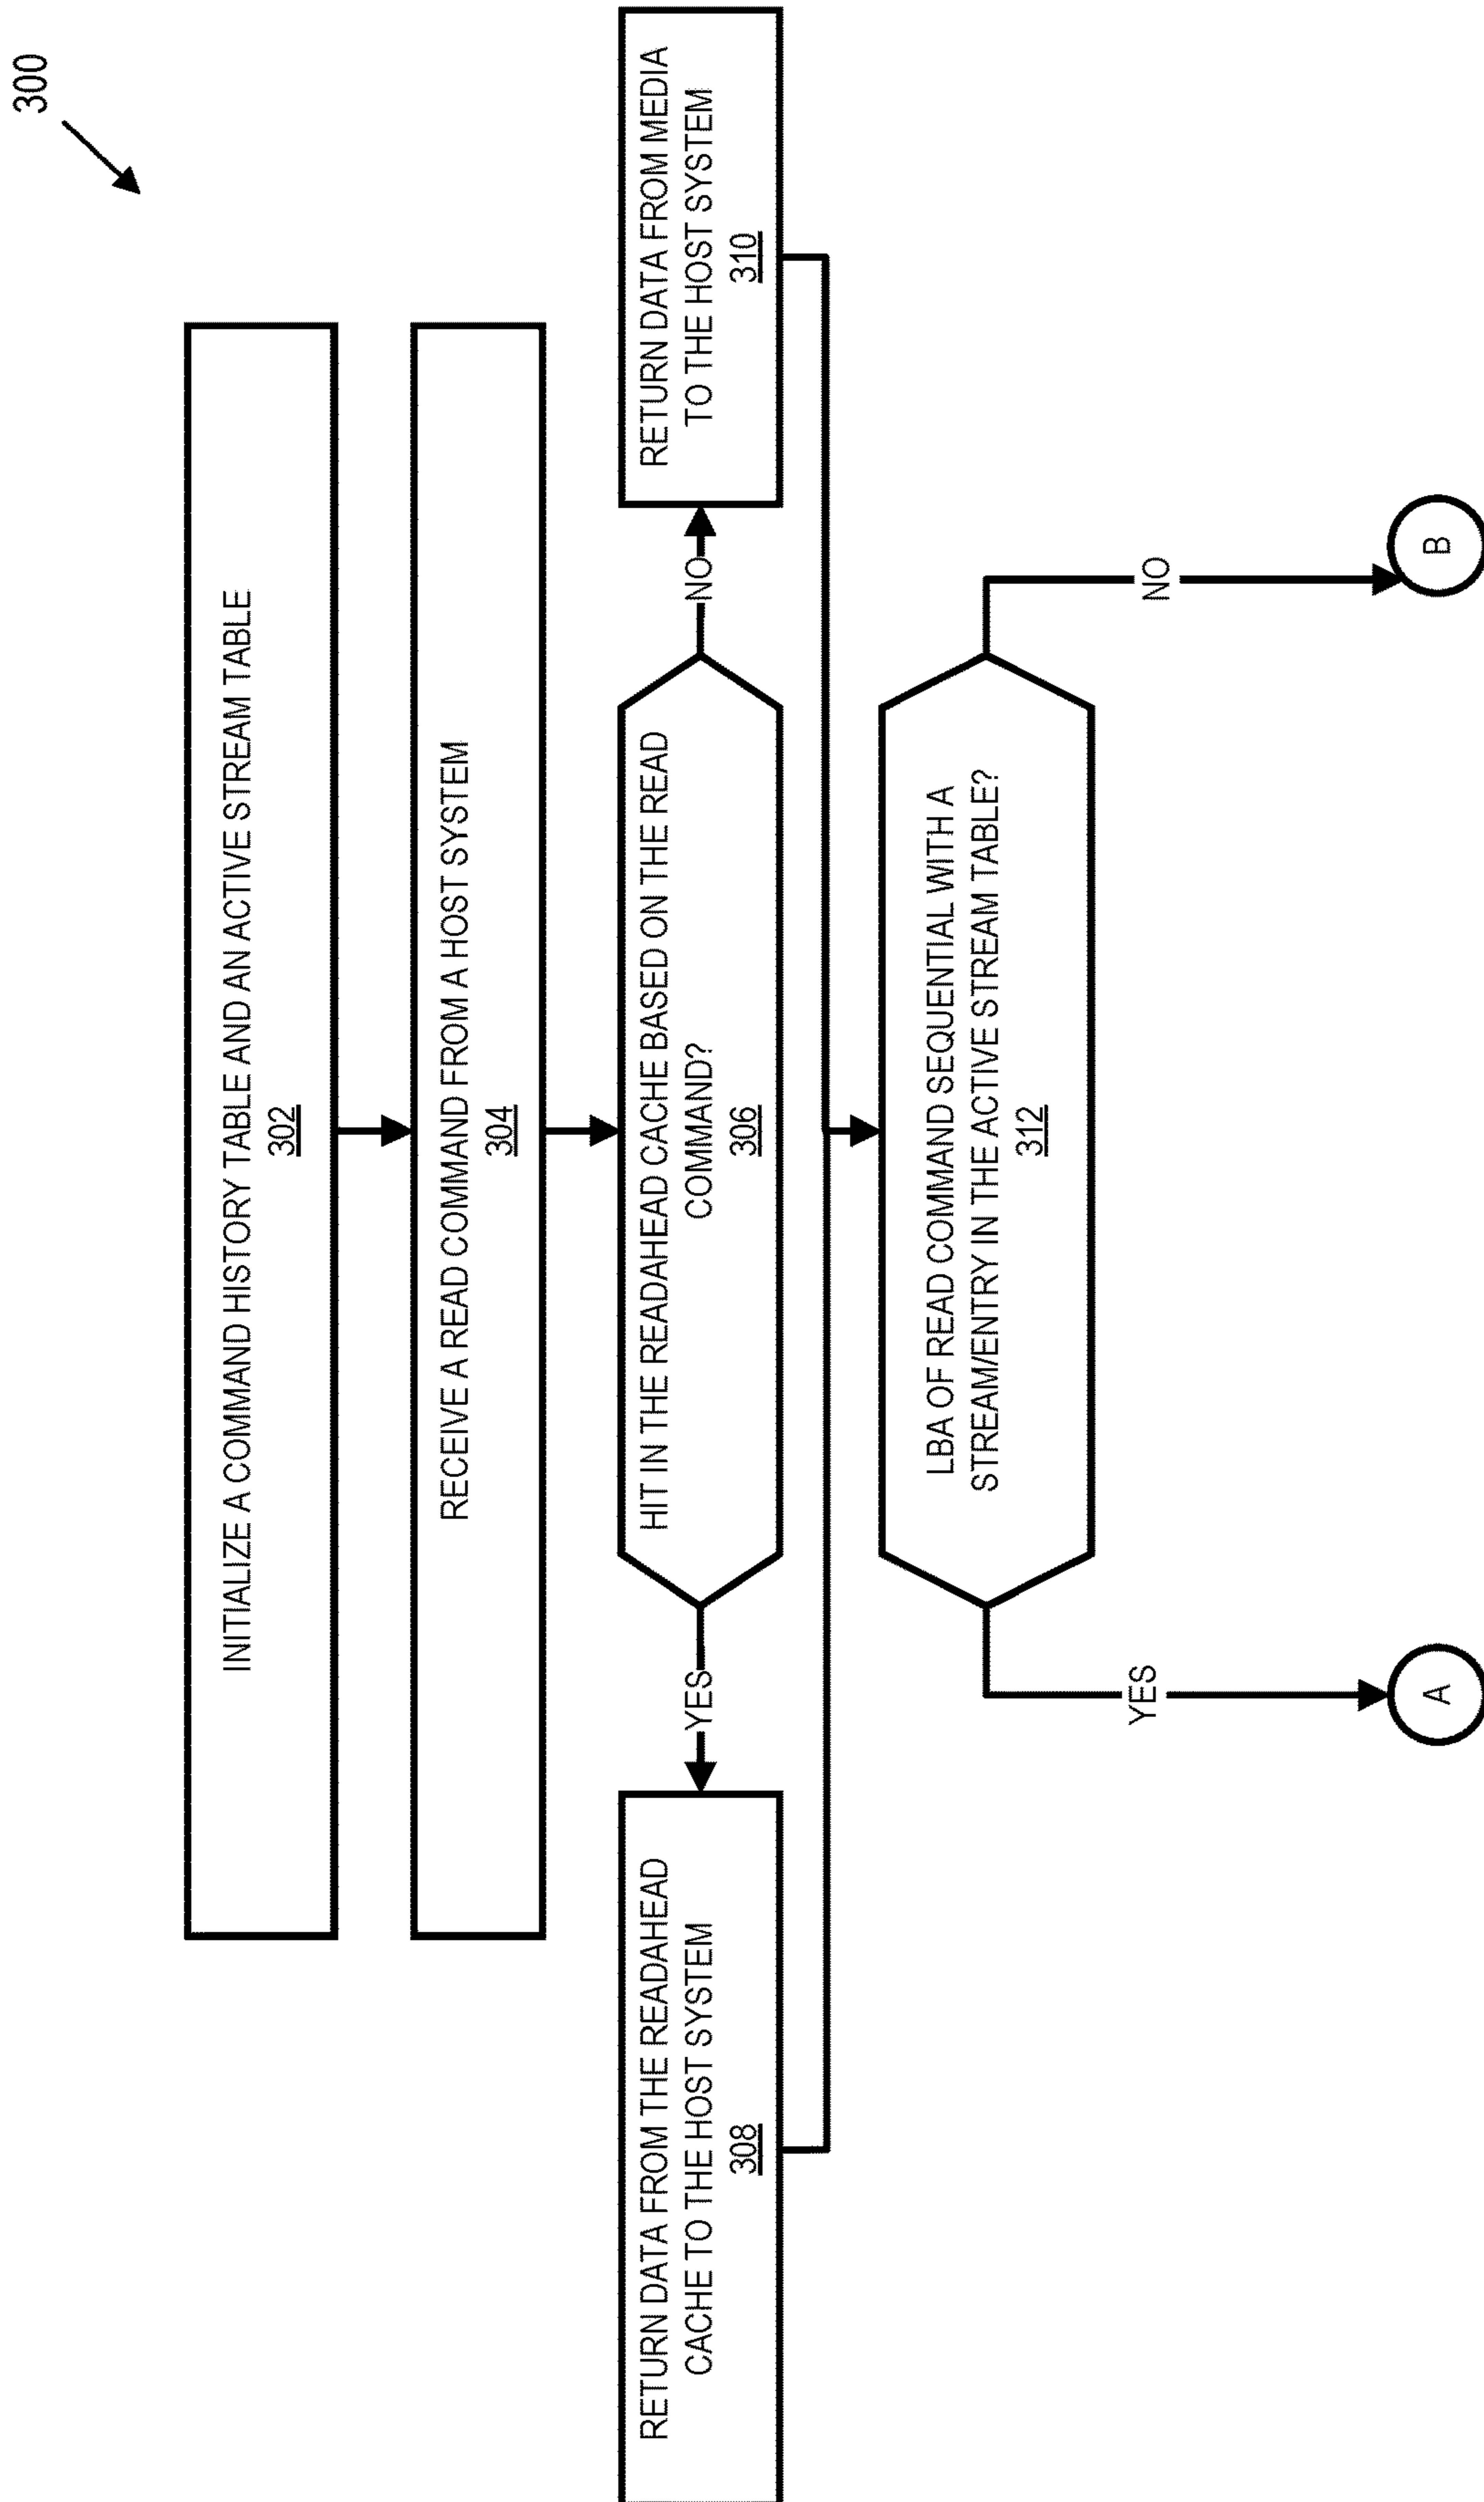 300
INITIALIZE A COMMAND HISTORY TABLE AND AN ACTIVE STREAM TABLE
302
RECEIVE A READ COMMAND FROM A HOST SYSTEM
304
HIT IN THE READAHEAD CACHE BASED ON THE READ
COMMAND?
306
YES
NO
RETURN DATA FROM THE READAHEAD
CACHE TO THE HOST SYSTEM
308
RETURN DATA FROM MEDIA
TO THE HOST SYSTEM
310
LBA OF READ COMMAND SEQUENTIAL WITH A
STREAM/ENTRY IN THE ACTIVE STREAM TABLE?
312
YES
NO
A
B